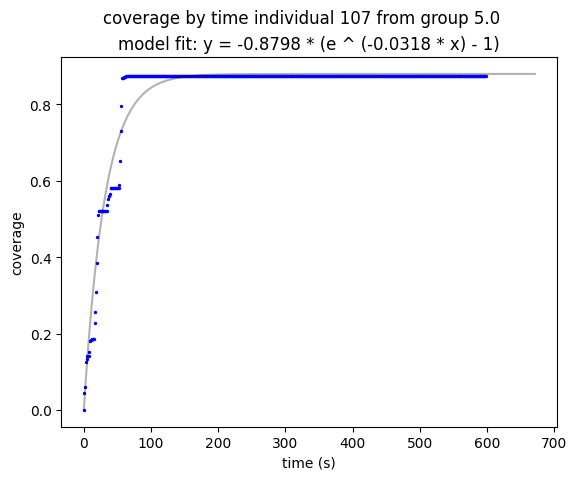 coverage by time individual 107 from group 5.0
model fit: y = -0.8798 * (e ^ (-0.0318 * x) - 1)
coverage
0.8
0.6
0.4
0.2
0.0
0 100 200 300 400 500 600 700
time (s)